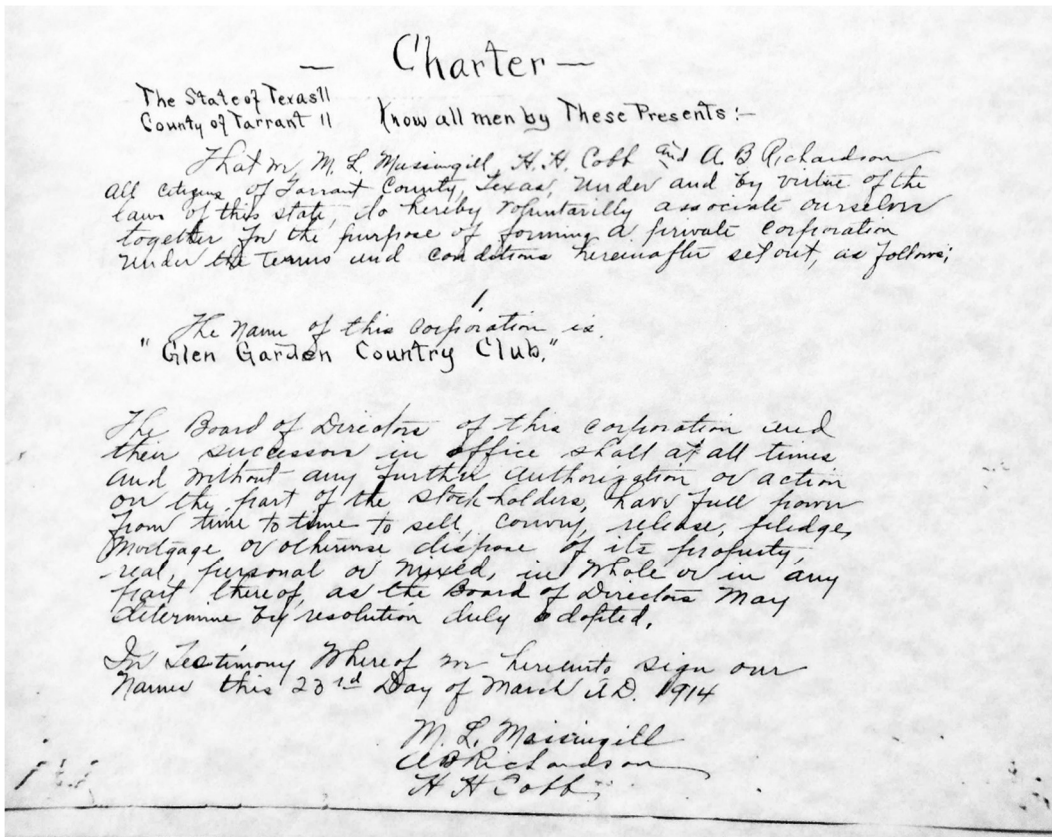 — Charter —
The State of Texas ||
County of Tarrant || Know all men by These Presents:—
That we M. L. Massingill, H. H. Cobb and A. B Richardson
all citizens of Tarrant County, Texas, under and by virtue of the
laws of this state, do hereby voluntarilly associate ourselves
together for the purpose of forming a private corporation
under the terms and conditions hereinafter set out, as follows;
1.
The Name of this corporation is.
"Glen Garden Country Club."
The Board of Directors of this corporation and
their successors in office shall at all times
and without any further authorization or action
on the part of the stock holders, have full power
from time to time to sell, convey, release, pledge,
Mortgage, or otherwise dispose of its property,
real, personal or mixed, in whole or in any
part thereof, as the Board of Directors May
determine by resolution duly adopted.
In Testimony Whereof we hereunto sign our
Names this 23rd Day of March A.D. 1914
M. L. Massingill
A B Richardson
H H Cobb